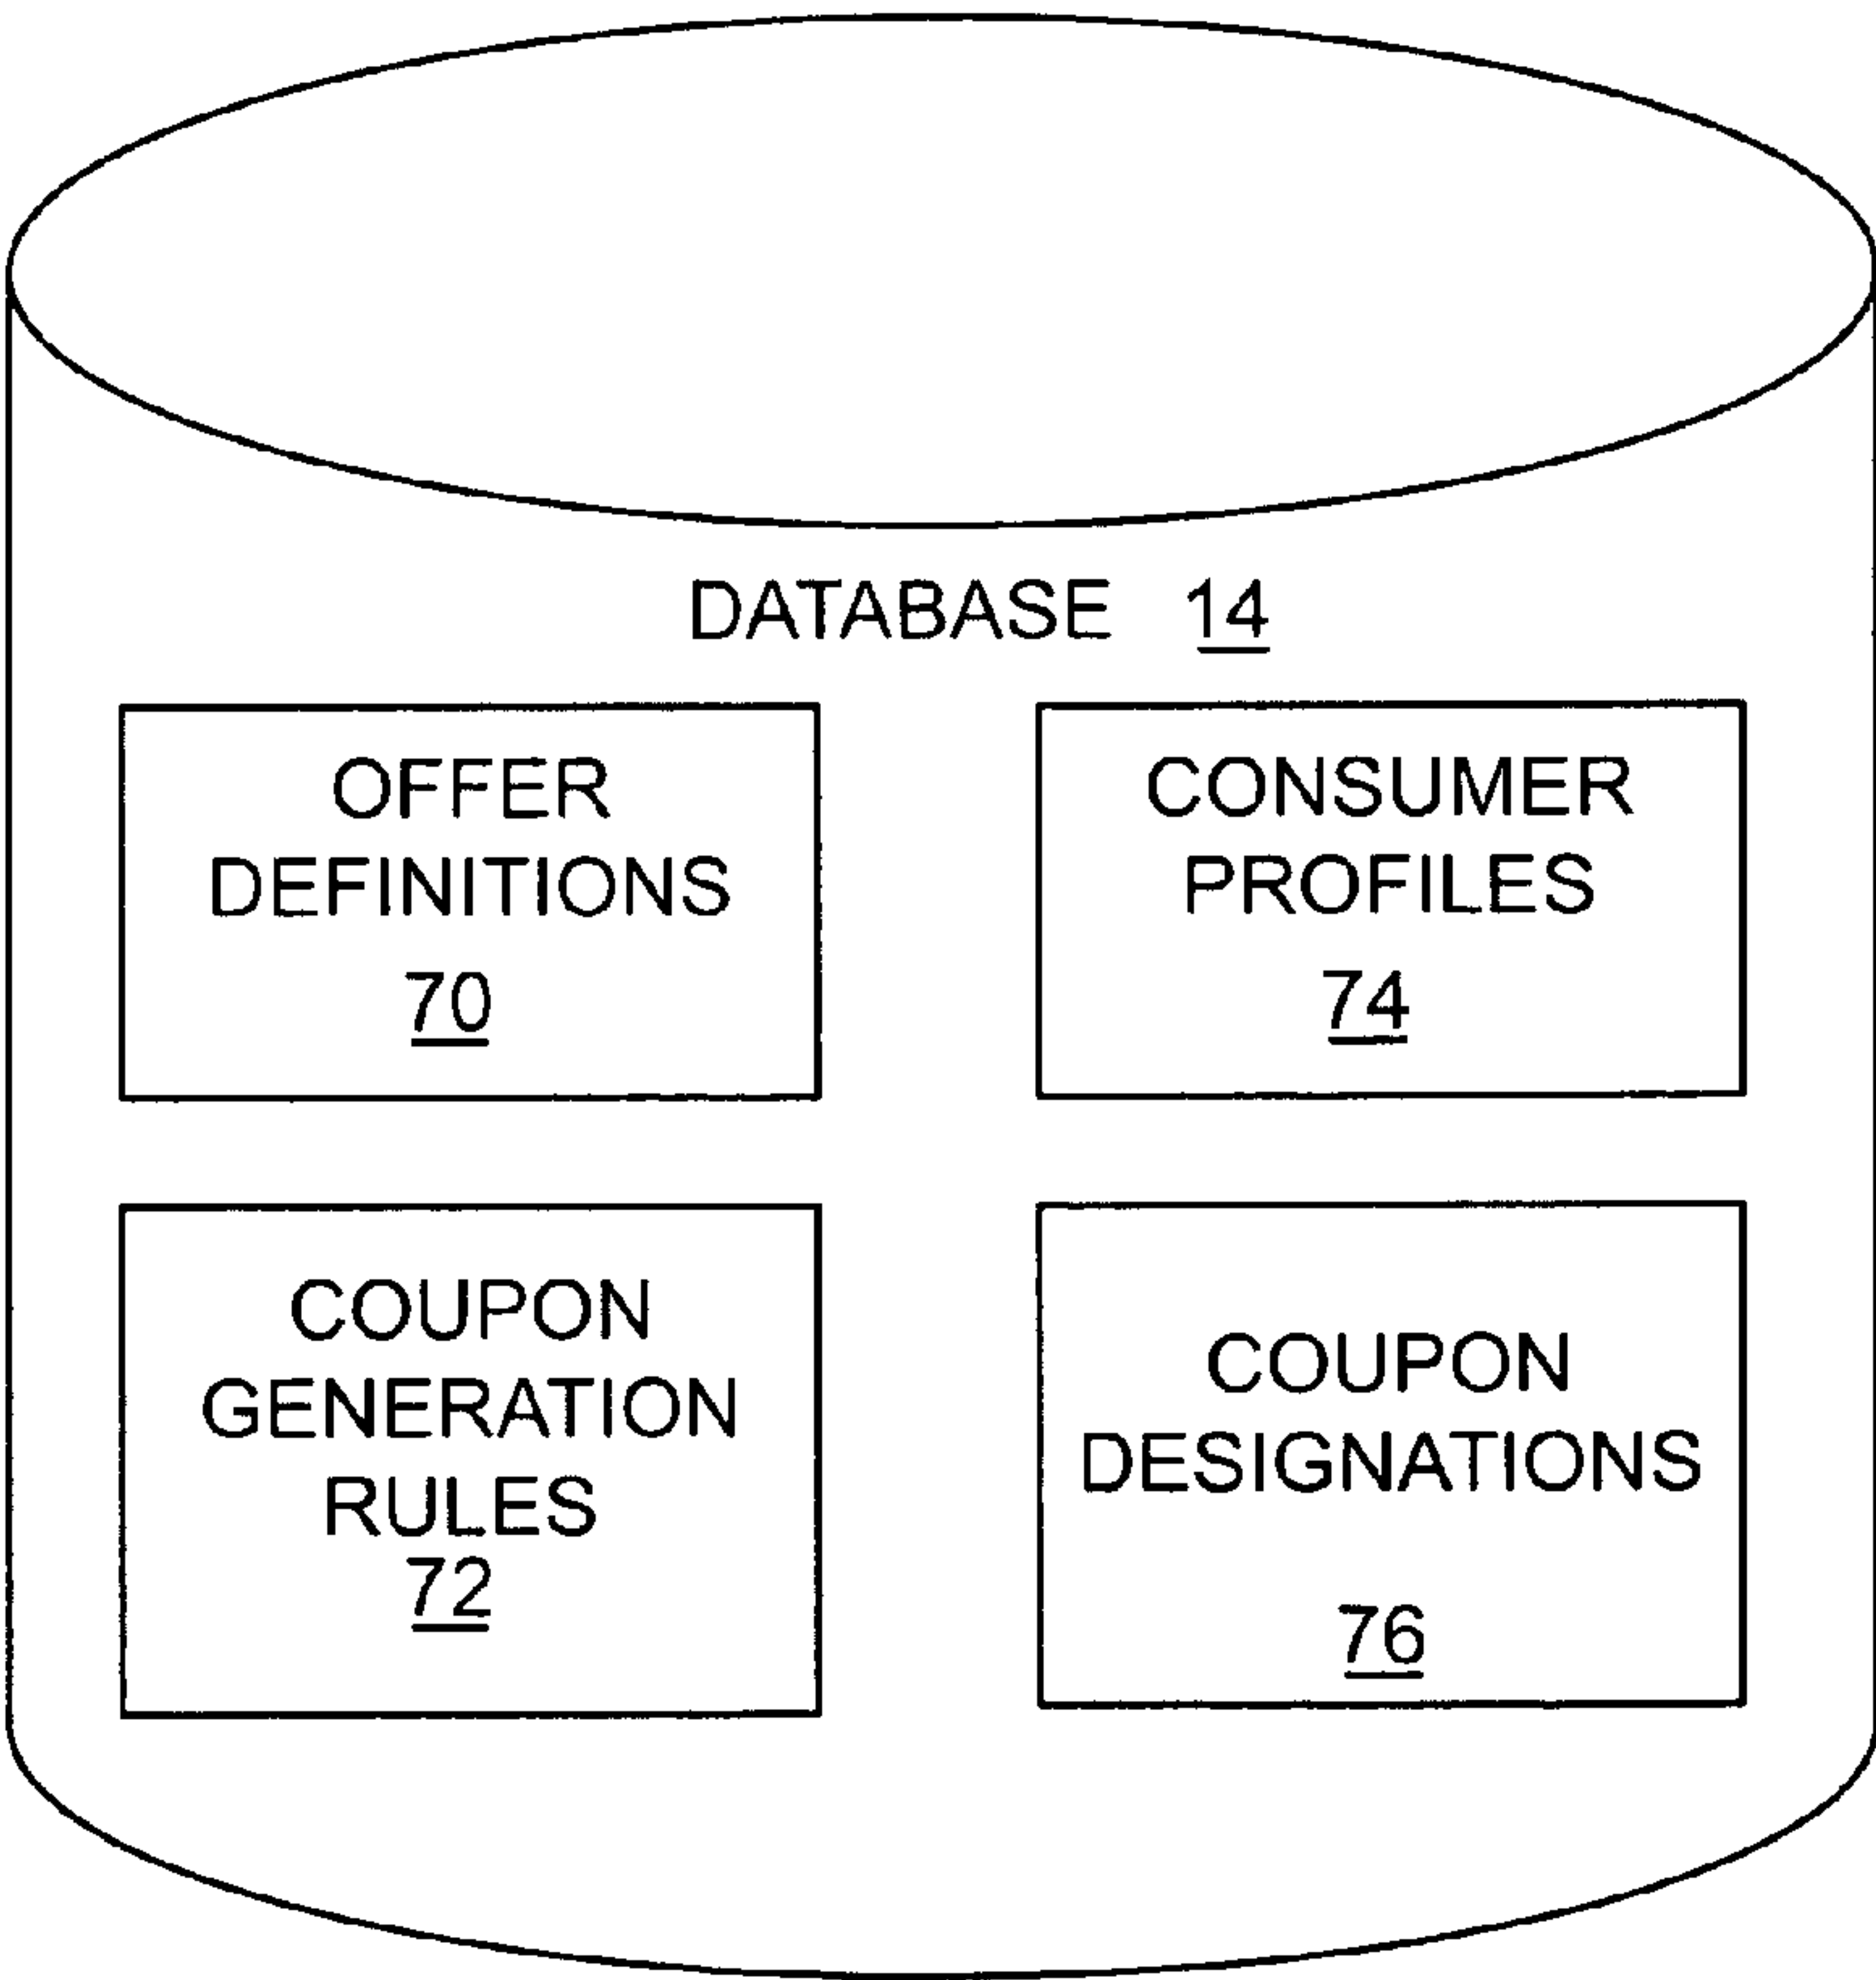 DATABASE 14
OFFER
DEFINITIONS
70
CONSUMER
PROFILES
74
COUPON
GENERATION
RULES
72
COUPON
DESIGNATIONS
76